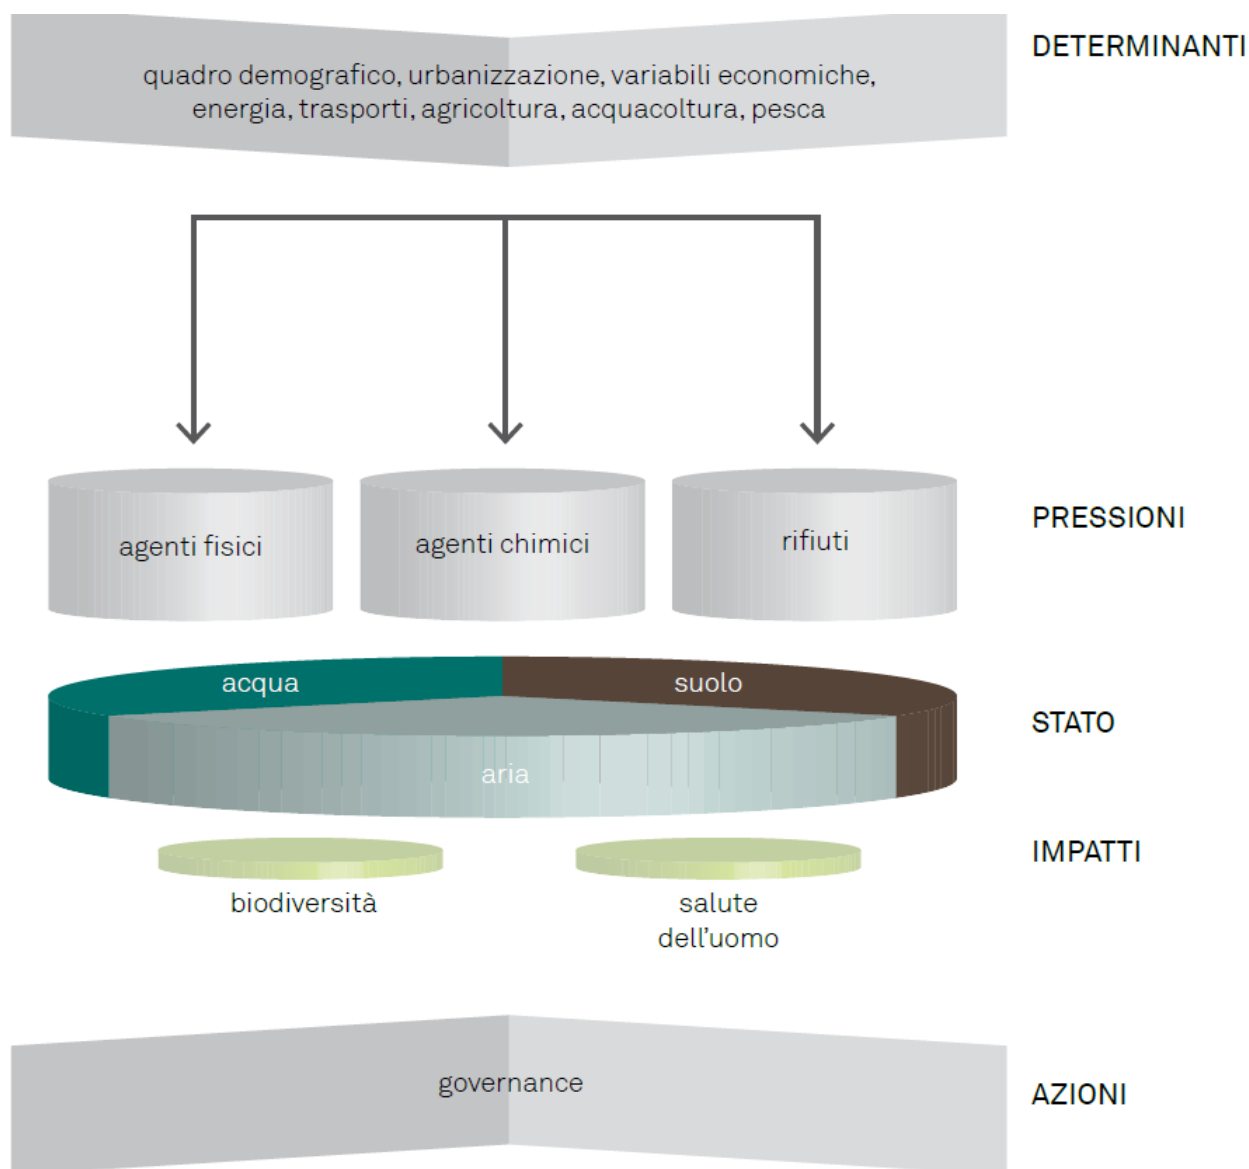 DETERMINANTI
quadro demografico, urbanizzazione, variabili economiche,
energia, trasporti, agricoltura, acquacoltura, pesca
agenti fisici
agenti chimici
rifiuti
PRESSIONI
acqua
suolo
aria
STATO
IMPATTI
biodiversità
salute
dell'uomo
governance
AZIONI